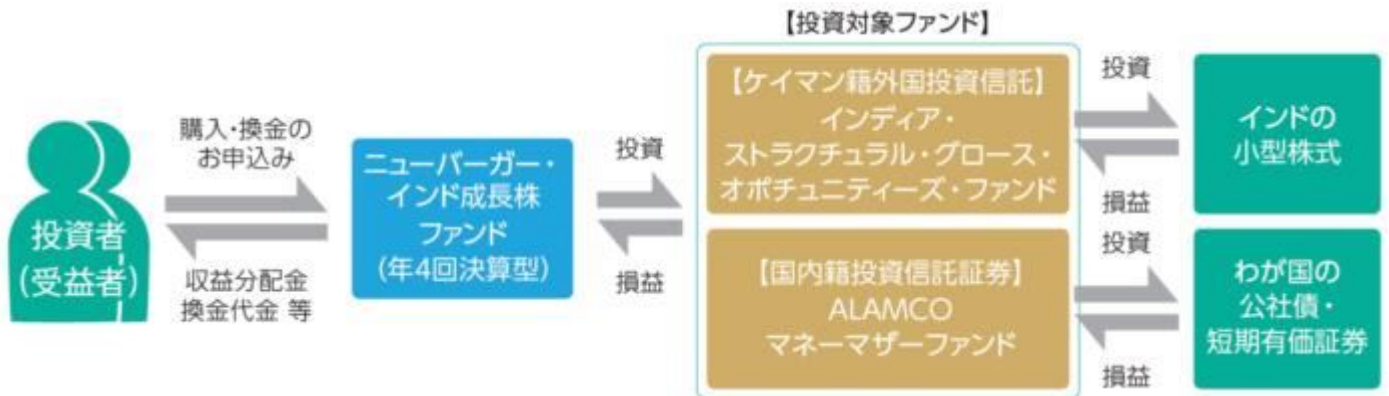 【投資対象ファンド】
購入・換金の
お申込み
投資者
(受益者)
収益分配金
換金代金 等
ニューバーガー・
インド成長株
ファンド
(年4回決算型)
投資
損益
【ケイマン籍外国投資信託】
インディア・
ストラクチュラル・グロース・
オポチュニティーズ・ファンド
投資
損益
インドの
小型株式
【国内籍投資信託証券】
ALAMCO
マネーマザーファンド
投資
損益
わが国の
公社債・
短期有価証券